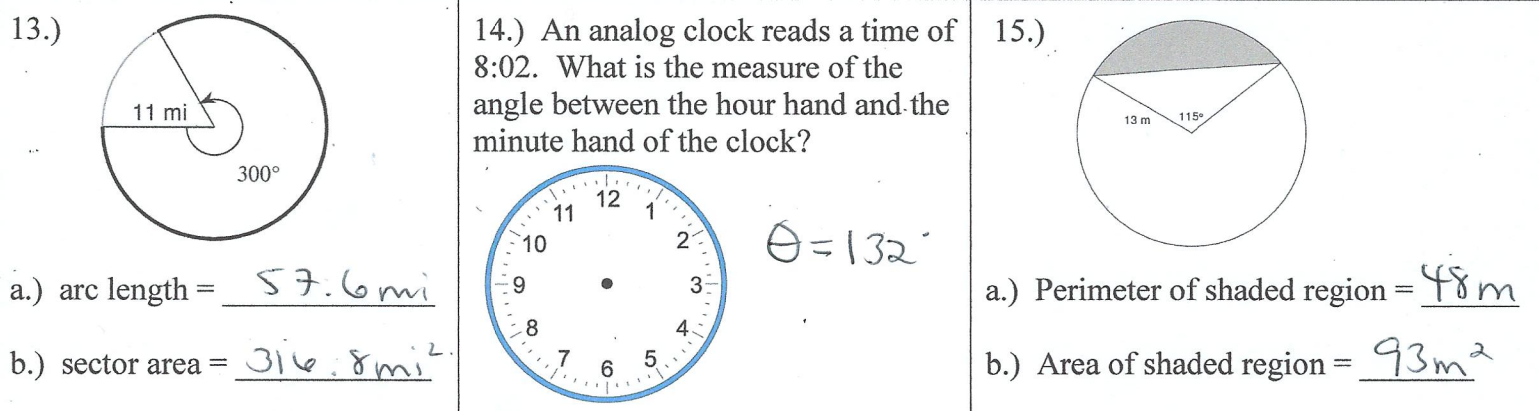 13.)
11 mi
300°
a.) arc length = 57.6mi
b.) sector area = 316.8mi².
14.) An analog clock reads a time of
8:02. What is the measure of the
angle between the hour hand and the
minute hand of the clock?
12
11
1
10
2
9
3
8
4
7
5
6
θ=132°
15.)
13 m
115°
a.) Perimeter of shaded region = 48m
b.) Area of shaded region = 93m²